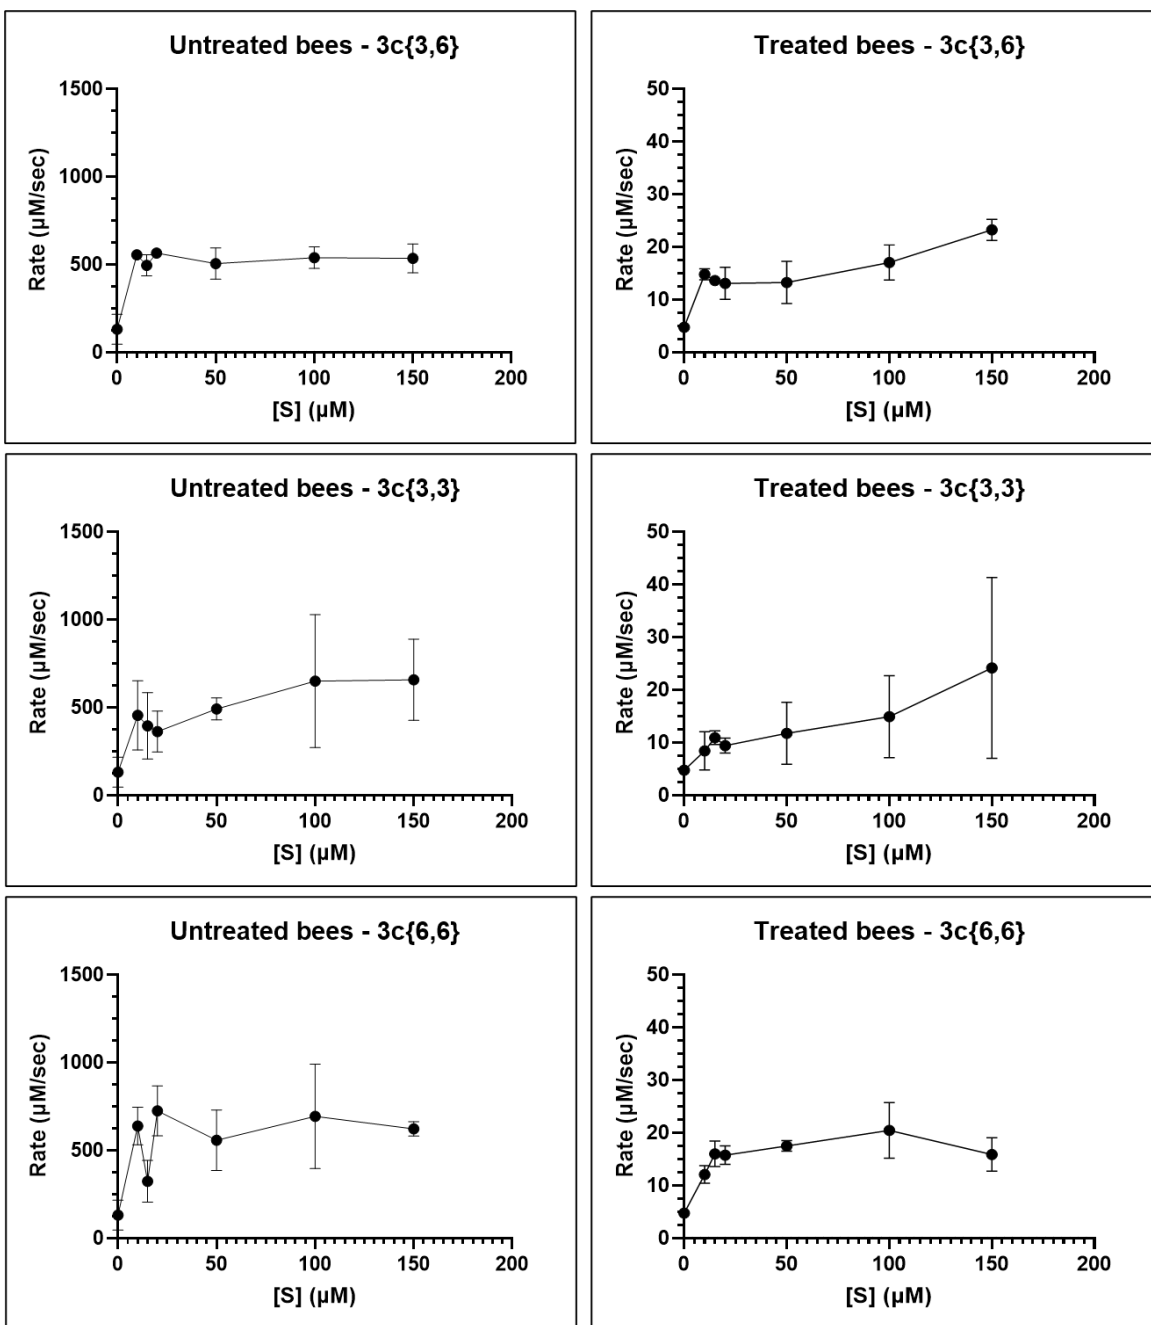 Untreated bees - 3c{3,6}
1500
1000
500
0
Rate (µM/sec)
0 50 100 150 200
[S] (µM)
Treated bees - 3c{3,6}
50
40
30
20
10
0
Rate (µM/sec)
0 50 100 150 200
[S] (µM)
Untreated bees - 3c{3,3}
1500
1000
500
0
Rate (µM/sec)
0 50 100 150 200
[S] (µM)
Treated bees - 3c{3,3}
50
40
30
20
10
0
Rate (µM/sec)
0 50 100 150 200
[S] (µM)
Untreated bees - 3c{6,6}
1500
1000
500
0
Rate (µM/sec)
0 50 100 150 200
[S] (µM)
Treated bees - 3c{6,6}
50
40
30
20
10
0
Rate (µM/sec)
0 50 100 150 200
[S] (µM)